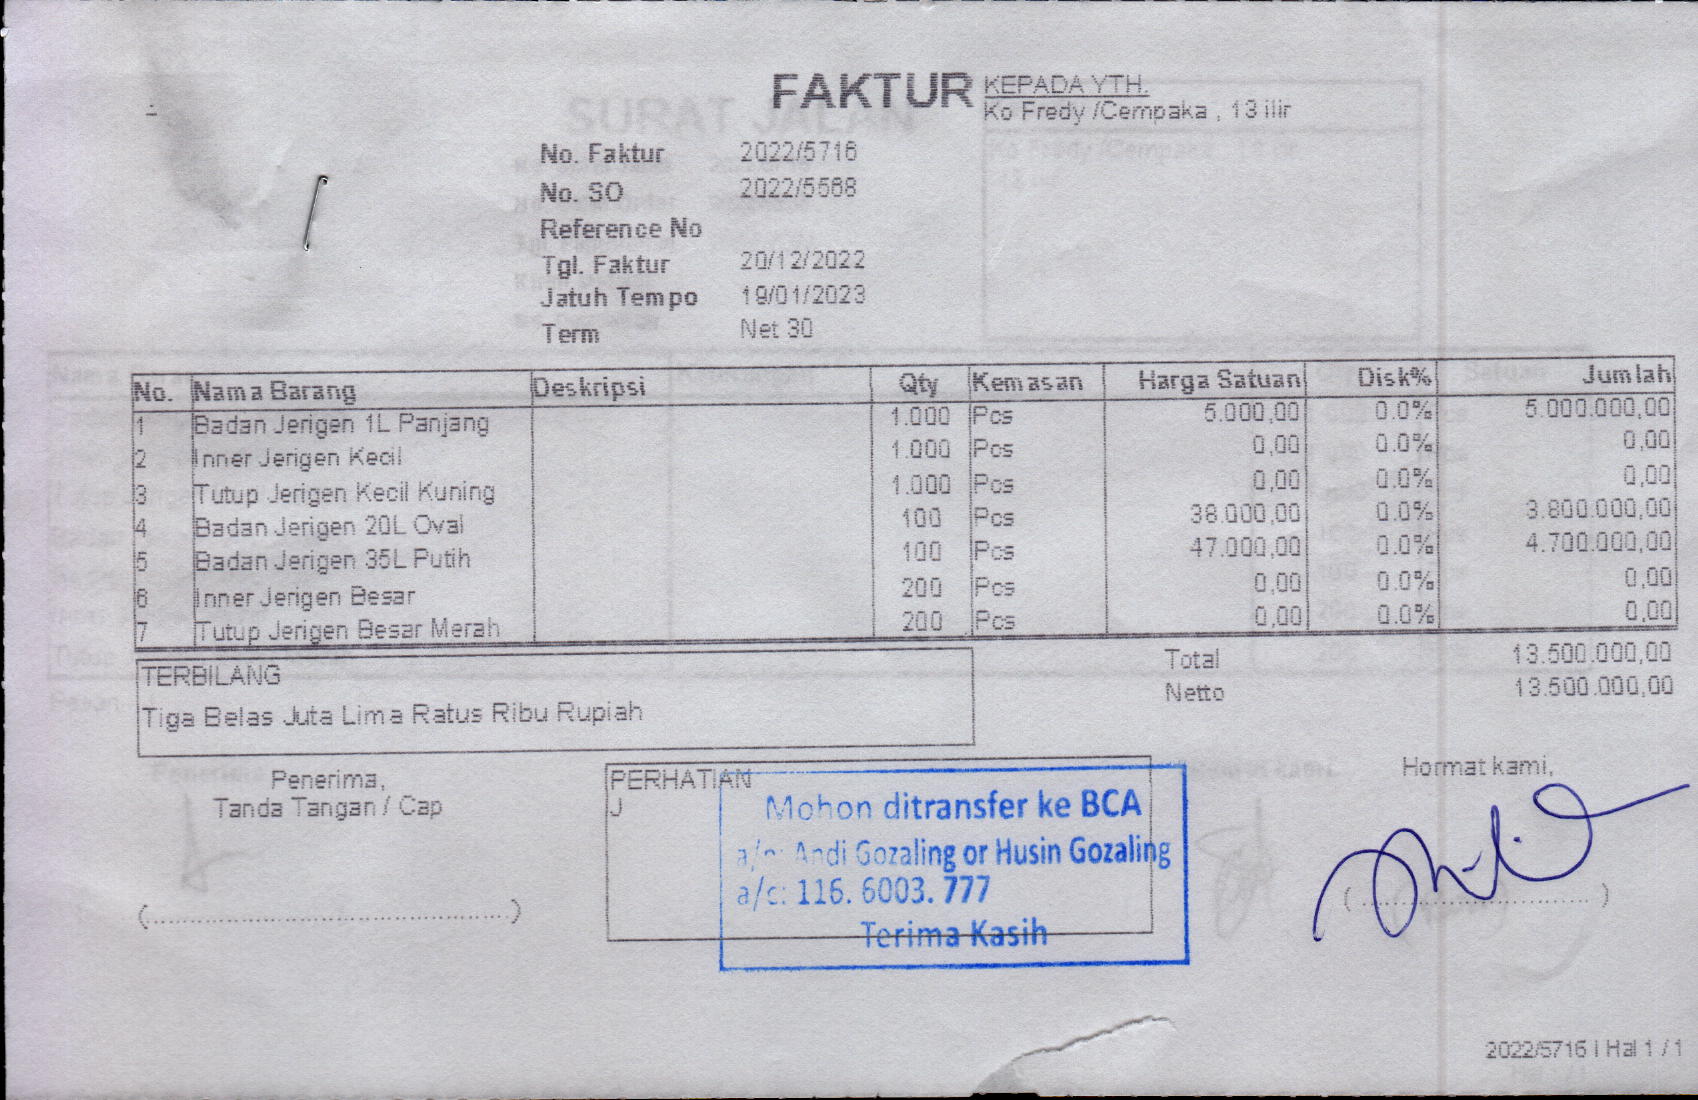 FAKTUR
KEPADA YTH.
Ko Fredy /Cempaka , 13 ilir
No. Faktur 2022/5716
No. SO 2022/5568
Reference No
Tgl. Faktur 20/12/2022
Jatuh Tempo 19/01/2023
Term Net 30
No. Nama Barang Deskripsi Qty Kemasan Harga Satuan Disk% Jumlah
1 Badan Jerigen 1L Panjang 1.000 Pcs 5.000,00 0.0% 5.000.000,00
2 Inner Jerigen Kecil 1.000 Pcs 0,00 0.0% 0,00
3 Tutup Jerigen Kecil Kuning 1.000 Pcs 0,00 0.0% 0,00
4 Badan Jerigen 20L Oval 100 Pcs 38.000,00 0.0% 3.800.000,00
5 Badan Jerigen 35L Putih 100 Pcs 47.000,00 0.0% 4.700.000,00
6 Inner Jerigen Besar 200 Pcs 0,00 0.0% 0,00
7 Tutup Jerigen Besar Merah 200 Pcs 0,00 0.0% 0,00
Total 13.500.000,00
Netto 13.500.000,00
TERBILANG
Tiga Belas Juta Lima Ratus Ribu Rupiah
Penerima,
Tanda Tangan / Cap
(........................................)
PERHATIAN
J
Mohon ditransfer ke BCA
a/n: Andi Gozaling or Husin Gozaling
a/c: 116. 6003. 777
Terima Kasih
Hormat kami,
(........................................)
2022/5716 | Hal 1 / 1